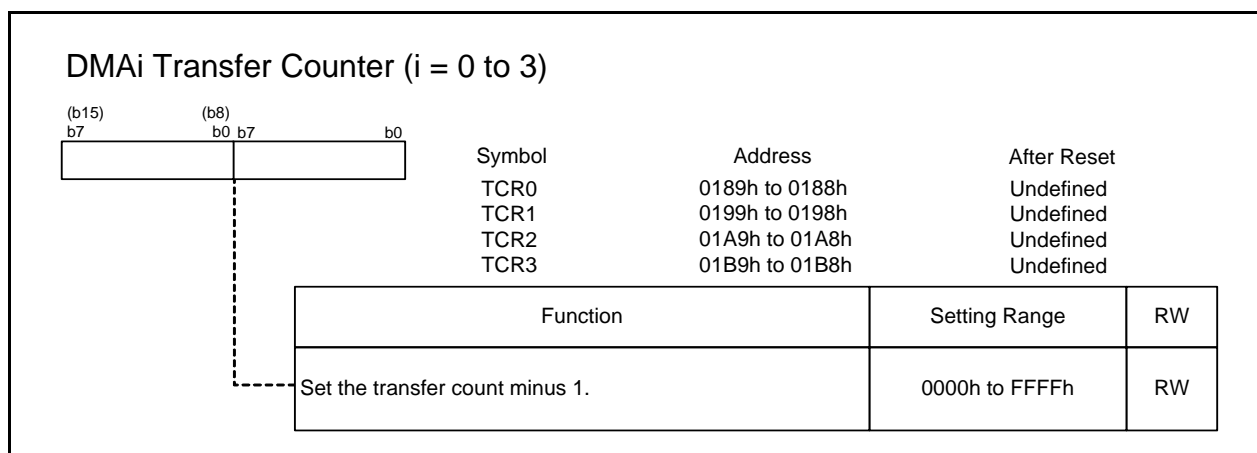 DMAi Transfer Counter (i = 0 to 3)
(b15) (b8)
b7 b0 b7 b0
Symbol Address After Reset
TCR0 0189h to 0188h Undefined
TCR1 0199h to 0198h Undefined
TCR2 01A9h to 01A8h Undefined
TCR3 01B9h to 01B8h Undefined
Function Setting Range RW
Set the transfer count minus 1. 0000h to FFFFh RW